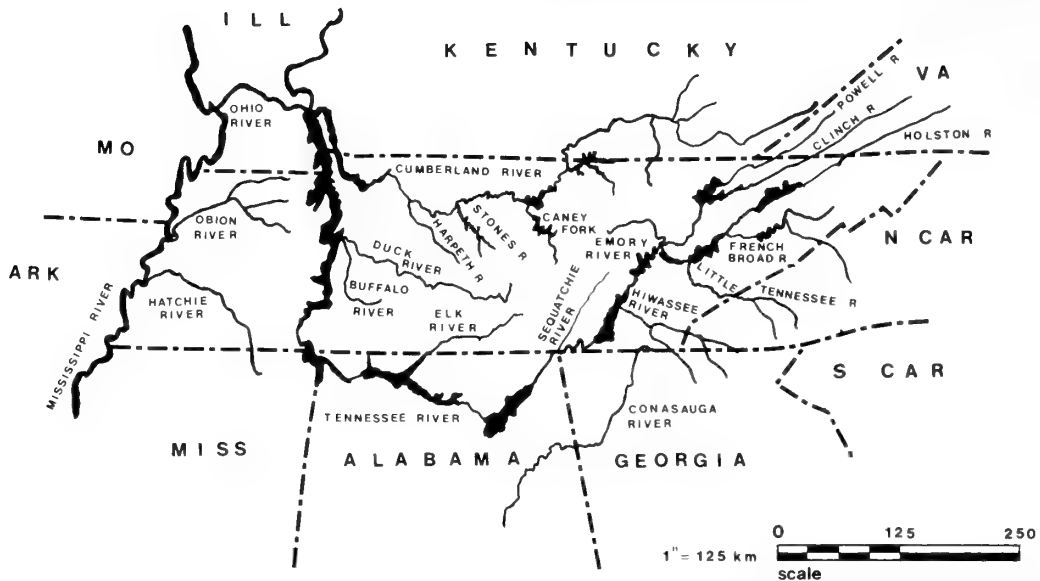 ILL
KENTUCKY
VA
POWELL R
CLINCH R
HOLSTON R
OHIO
RIVER
MO
CUMBERLAND RIVER
OBION
RIVER
STONES R
HARPETH R
CANEY
FORK
EMORY
RIVER
FRENCH
BROAD R
N CAR
ARK
DUCK
RIVER
BUFFALO
RIVER
LITTLE TENNESSEE R
HATCHIE
RIVER
ELK
RIVER
SEQUATCHIE
RIVER
HIWASSEE
RIVER
MISSISSIPPI RIVER
S CAR
TENNESSEE RIVER
CONASAUGA
RIVER
MISS
ALABAMA
GEORGIA
0 125 250
1" = 125 km
scale